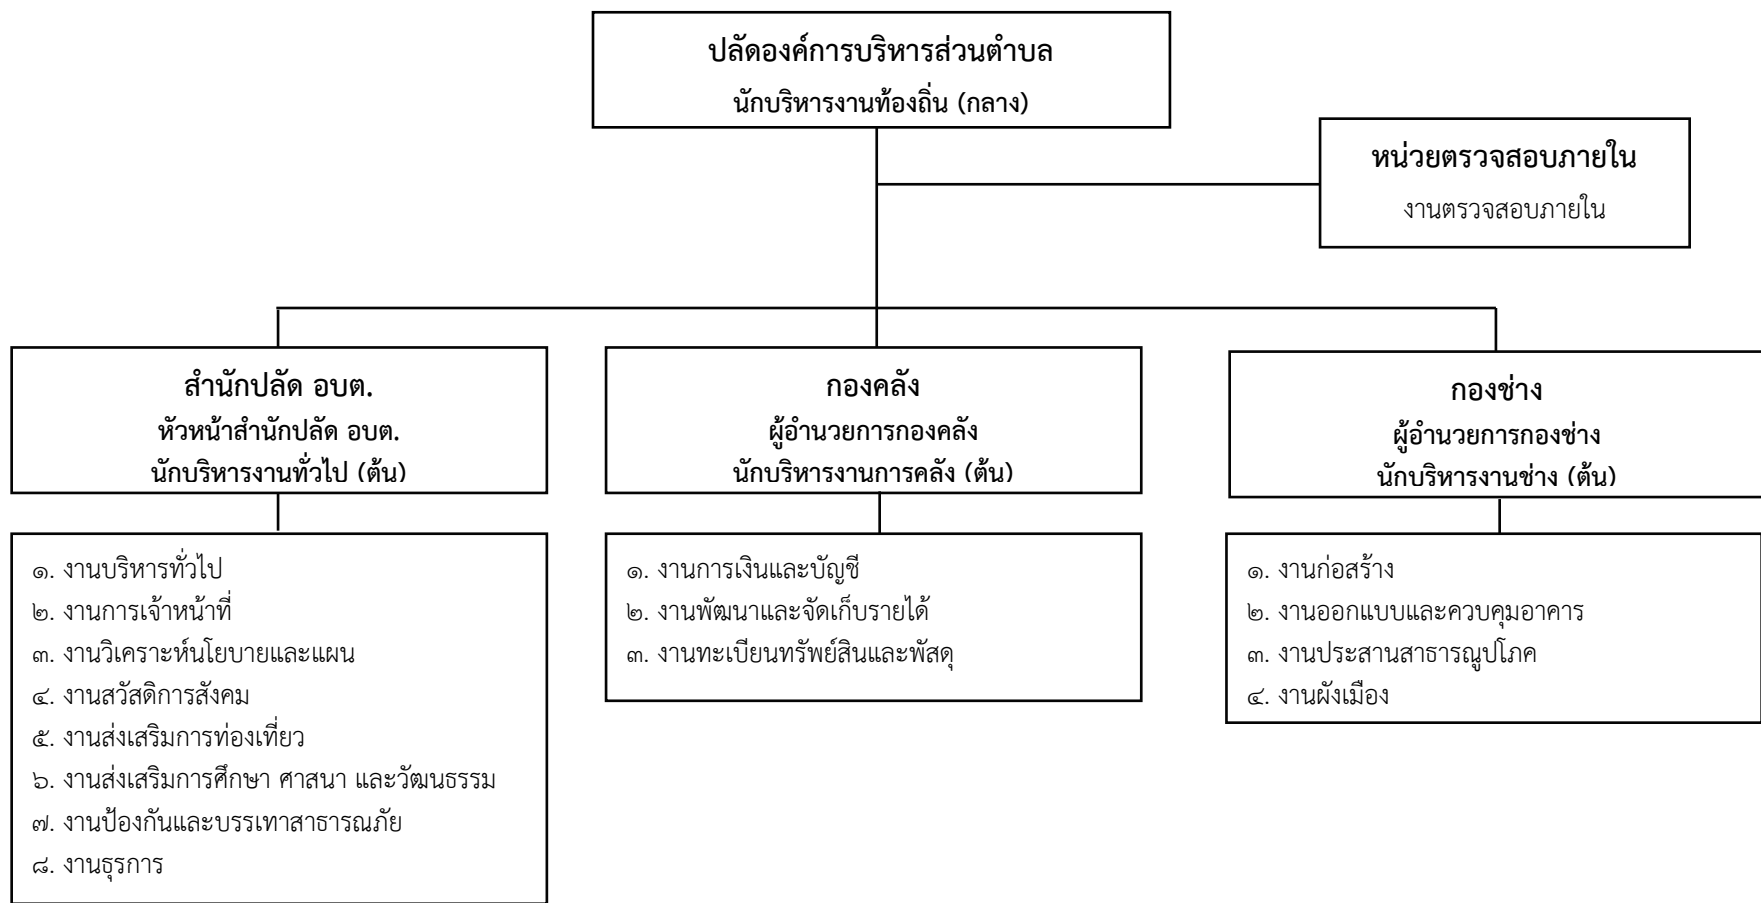 ปลัดองค์การบริหารส่วนตำบล
นักบริหารงานท้องถิ่น (กลาง)
หน่วยตรวจสอบภายใน
งานตรวจสอบภายใน
สำนักปลัด อบต.
หัวหน้าสำนักปลัด อบต.
นักบริหารงานทั่วไป (ต้น)
กองคลัง
ผู้อำนวยการกองคลัง
นักบริหารงานการคลัง (ต้น)
กองช่าง
ผู้อำนวยการกองช่าง
นักบริหารงานช่าง (ต้น)
๑. งานบริหารทั่วไป
๒. งานการเจ้าหน้าที่
๓. งานวิเคราะห์นโยบายและแผน
๔. งานสวัสดิการสังคม
๕. งานส่งเสริมการท่องเที่ยว
๖. งานส่งเสริมการศึกษา ศาสนา และวัฒนธรรม
๗. งานป้องกันและบรรเทาสาธารณภัย
๘. งานธุรการ
๑. งานการเงินและบัญชี
๒. งานพัฒนาและจัดเก็บรายได้
๓. งานทะเบียนทรัพย์สินและพัสดุ
๑. งานก่อสร้าง
๒. งานออกแบบและควบคุมอาคาร
๓. งานประสานสาธารณูปโภค
๔. งานผังเมือง